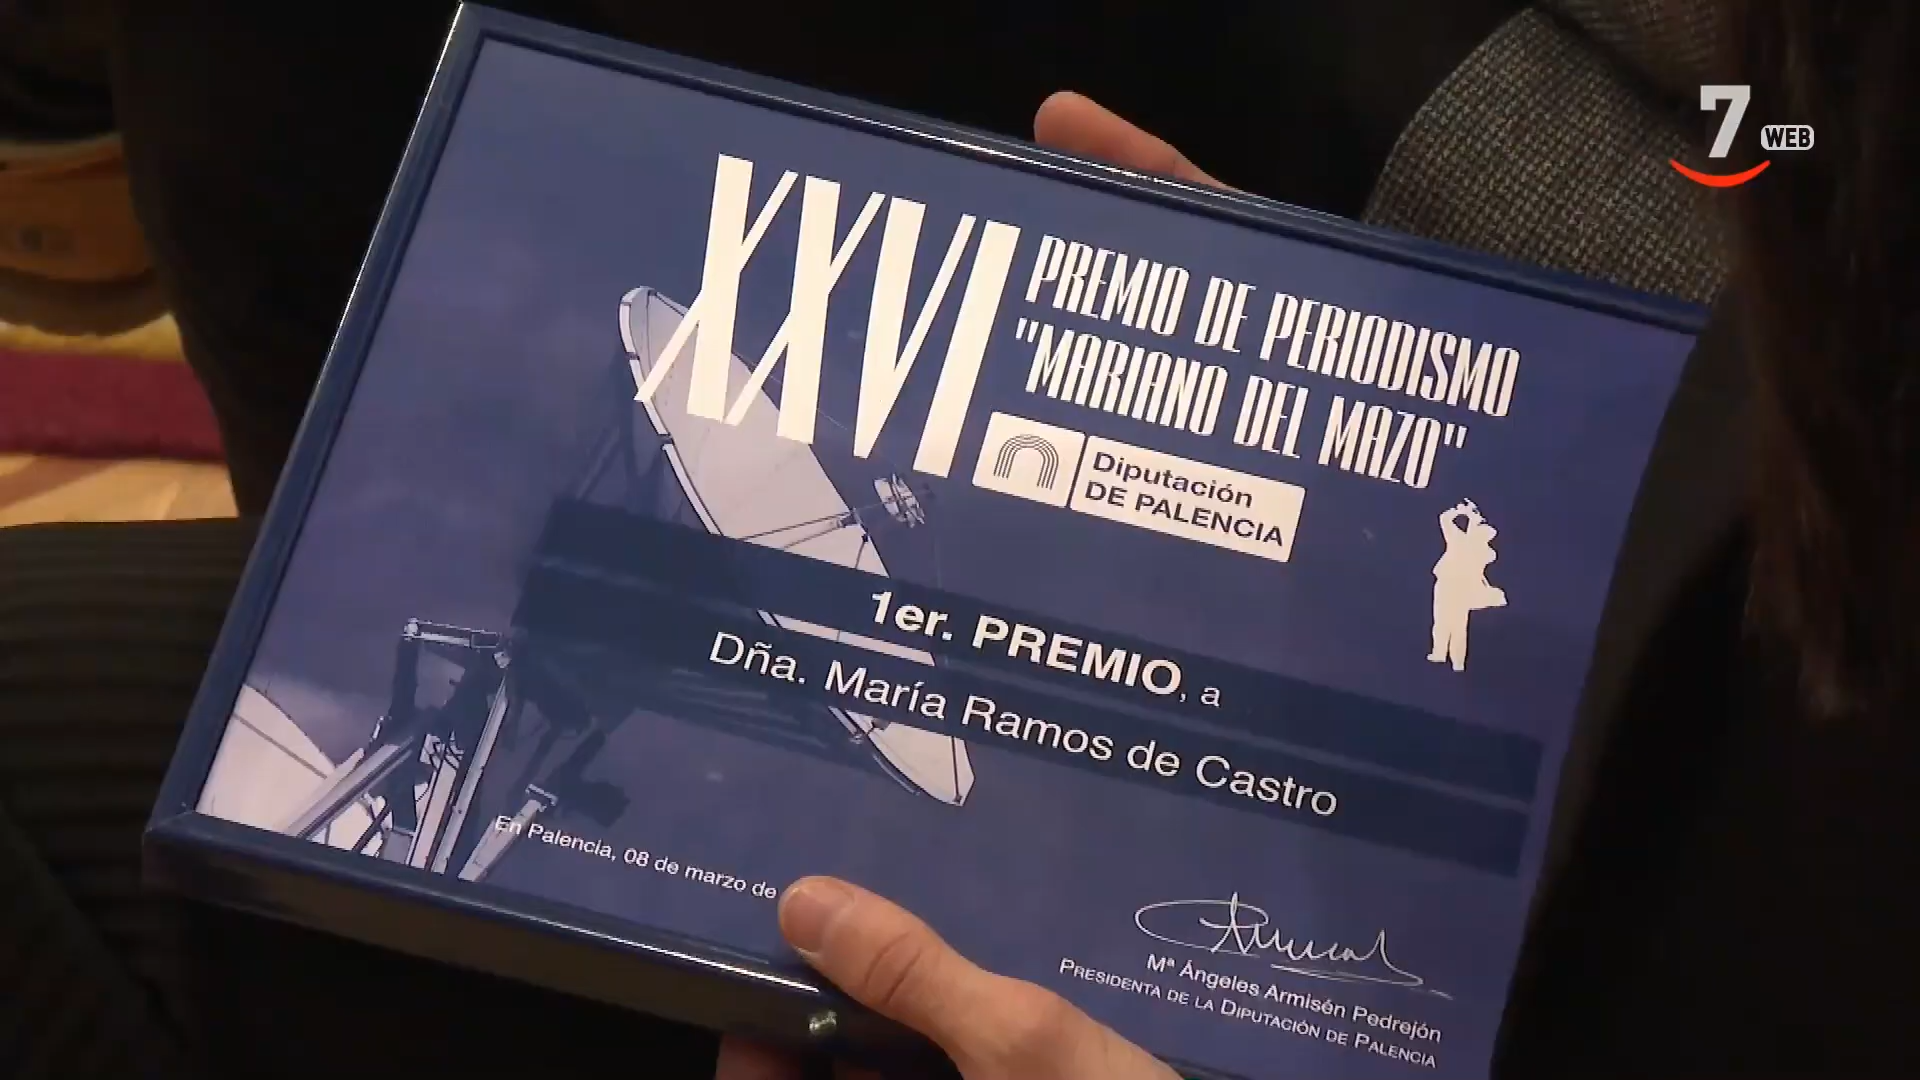 7 WEB
XXVI
PREMIO DE PERIODISMO
"MARIANO DEL MAZO"
Diputación
DE PALENCIA
1er. PREMIO, a
Dña. María Ramos de Castro
En Palencia, 08 de marzo de
Mª Ángeles Armisén Pedrejón
PRESIDENTA DE LA DIPUTACIÓN DE PALENCIA